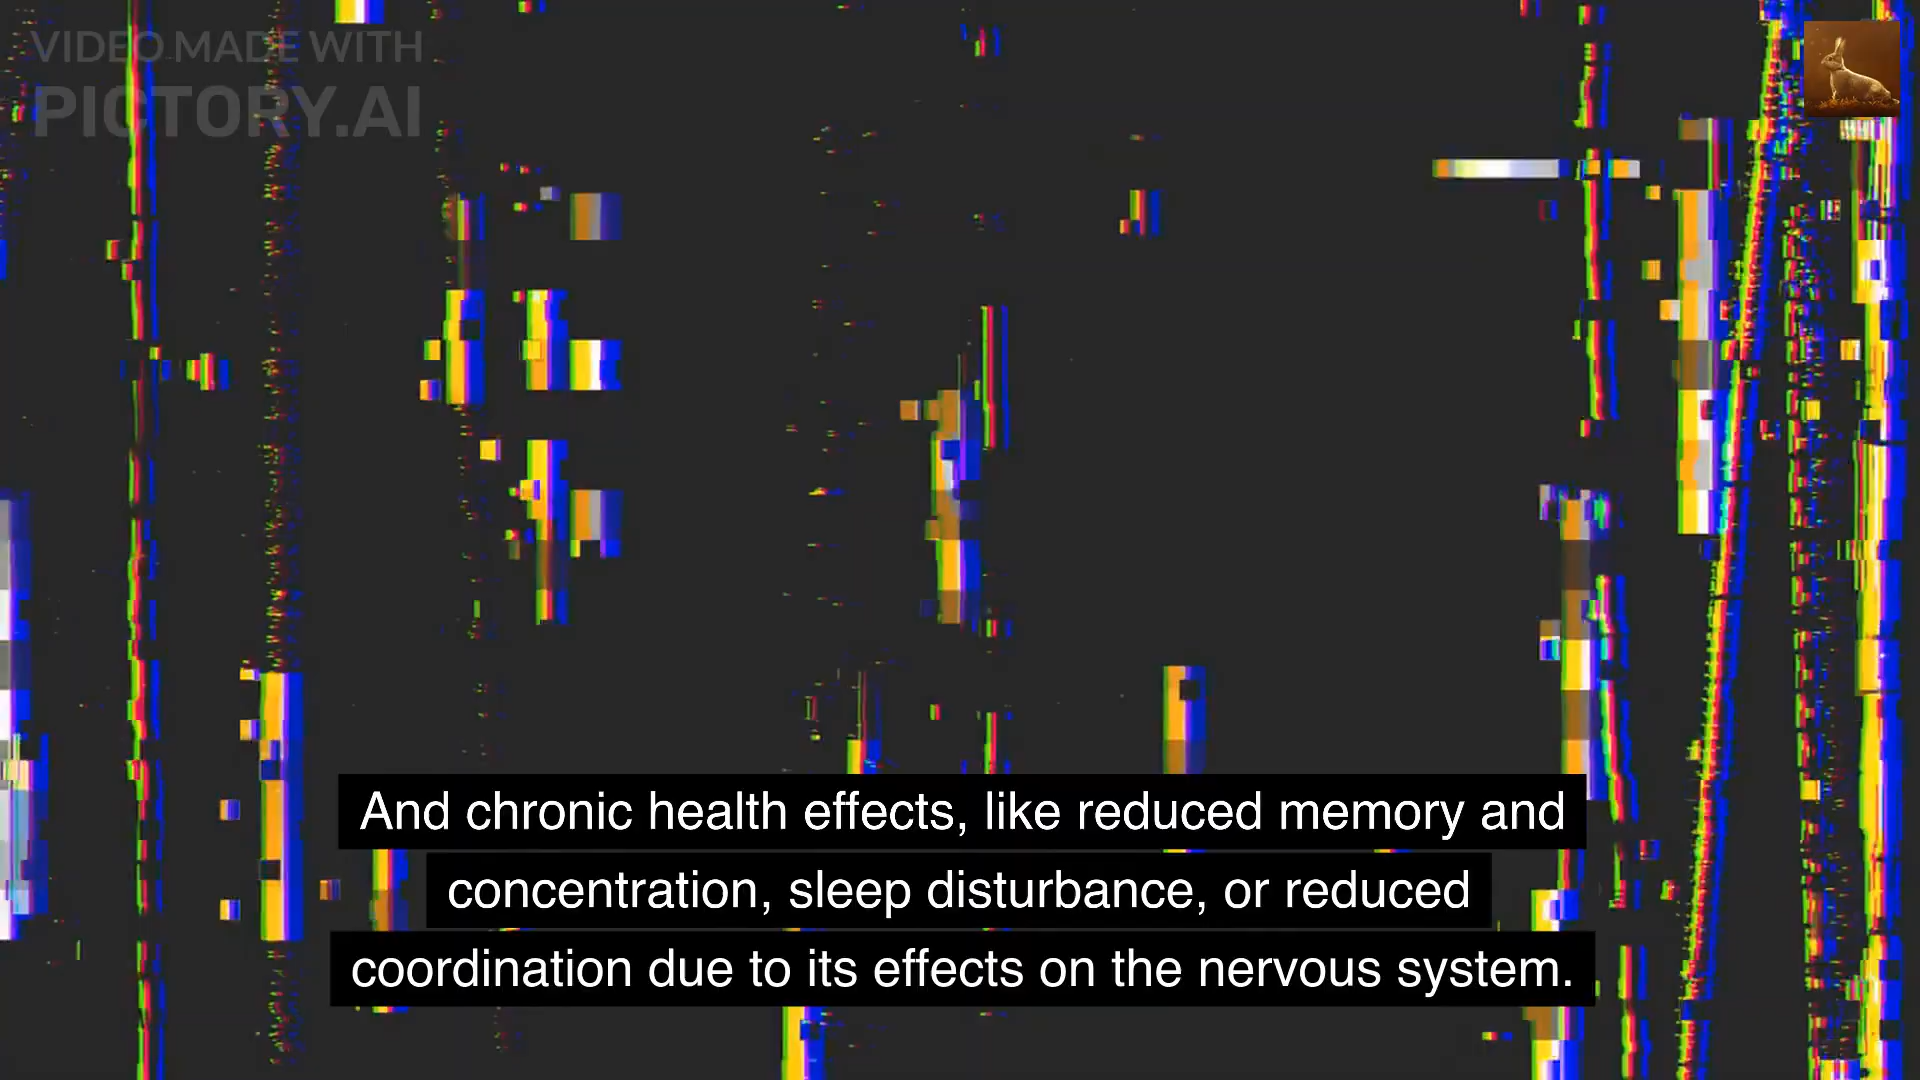 VIDEO MADE WITH
PICTORY.AI
And chronic health effects, like reduced memory and
concentration, sleep disturbance, or reduced
coordination due to its effects on the nervous system.